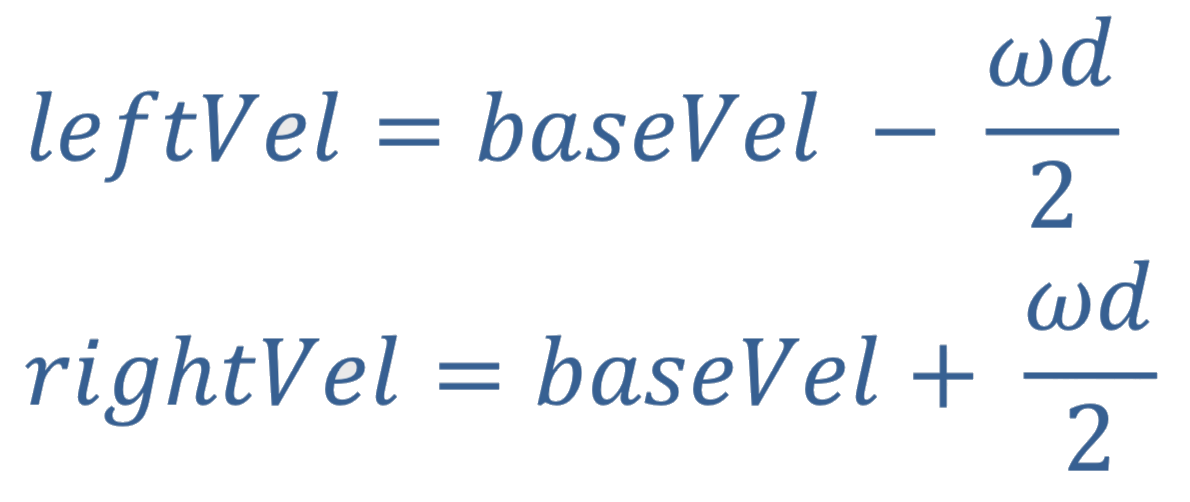 leftVel = baseVel − ωd/2
rightVel = baseVel + ωd/2